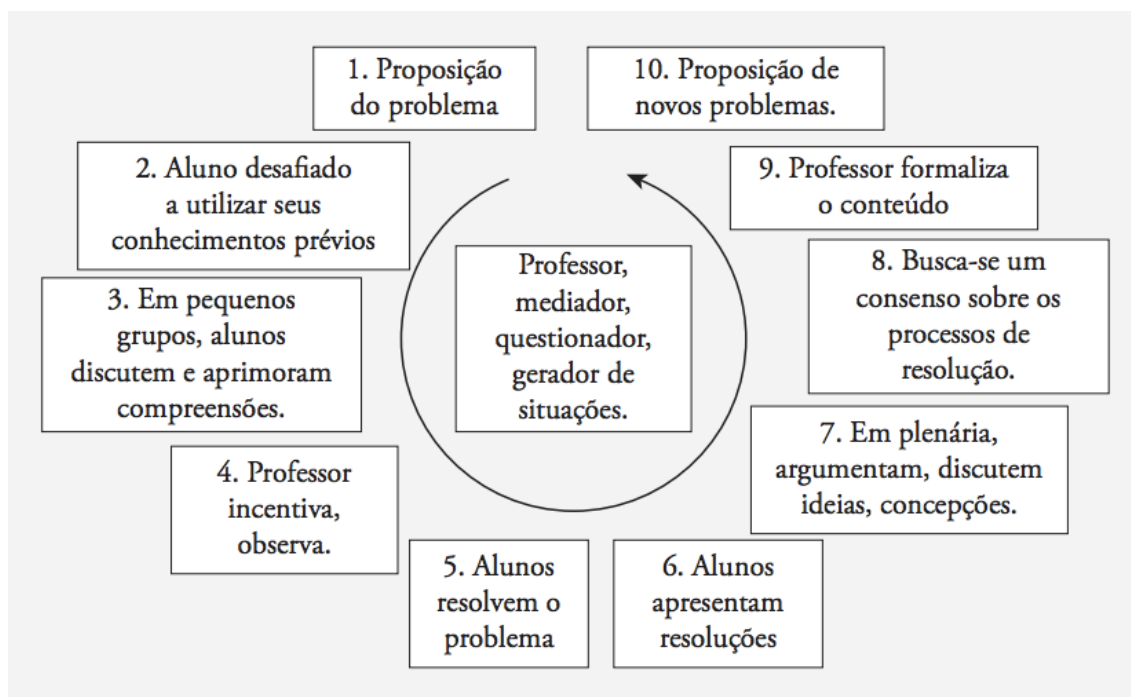 1. Proposição
do problema
2. Aluno desafiado
a utilizar seus
conhecimentos prévios
3. Em pequenos
grupos, alunos
discutem e aprimoram
compreensões.
4. Professor
incentiva,
observa.
5. Alunos
resolvem o
problema
6. Alunos
apresentam
resoluções
7. Em plenária,
argumentam, discutem
ideias, concepções.
8. Busca-se um
consenso sobre os
processos de
resolução.
9. Professor formaliza
o conteúdo
10. Proposição de
novos problemas.
Professor,
mediador,
questionador,
gerador de
situações.